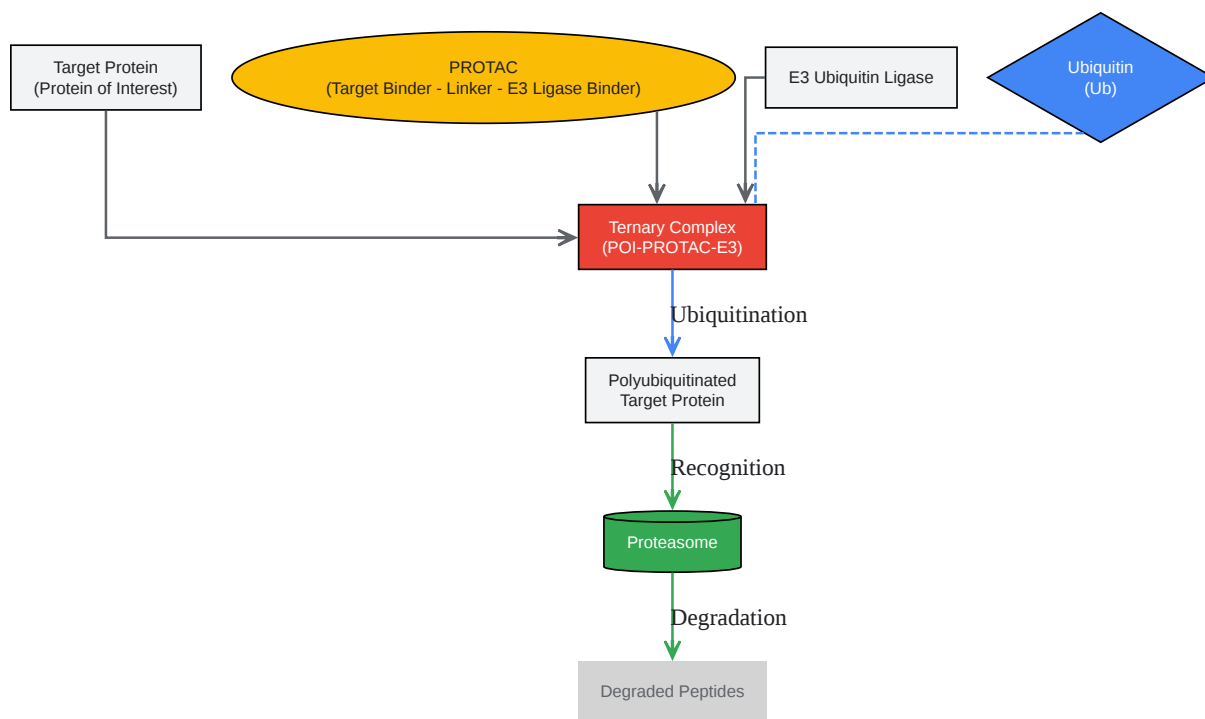 Target Protein
(Protein of Interest)
PROTAC
(Target Binder - Linker - E3 Ligase Binder)
E3 Ubiquitin Ligase
Ubiquitin
(Ub)
Ternary Complex
(POI-PROTAC-E3)
Ubiquitination
Polyubiquitinated
Target Protein
Recognition
Proteasome
Degradation
Degraded Peptides